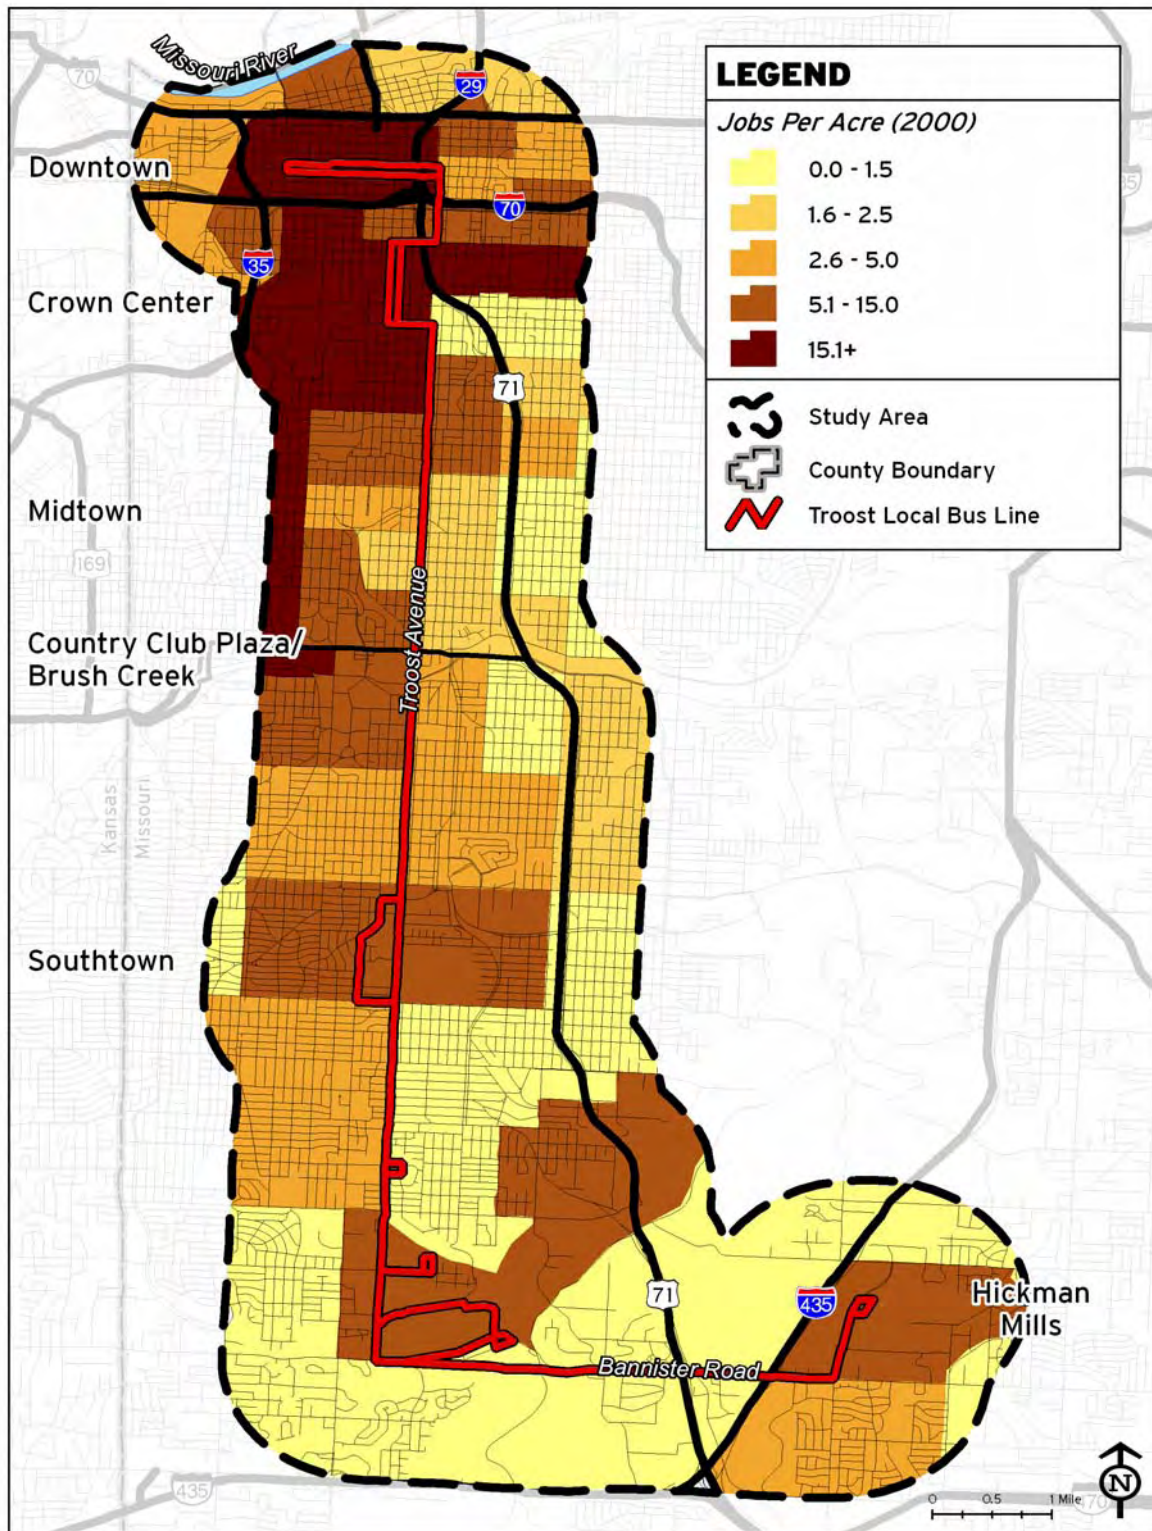 Missouri River
70
29
Downtown
70
35
35
Crown Center
71
Midtown
169
Troost Avenue
Country Club Plaza/
Brush Creek
Kansas
Missouri
Southtown
71
435
Hickman
Mills
Bannister Road
435
470
LEGEND
Jobs Per Acre (2000)
0.0 - 1.5
1.6 - 2.5
2.6 - 5.0
5.1 - 15.0
15.1+
Study Area
County Boundary
Troost Local Bus Line
N
0 0.5 1 Mile